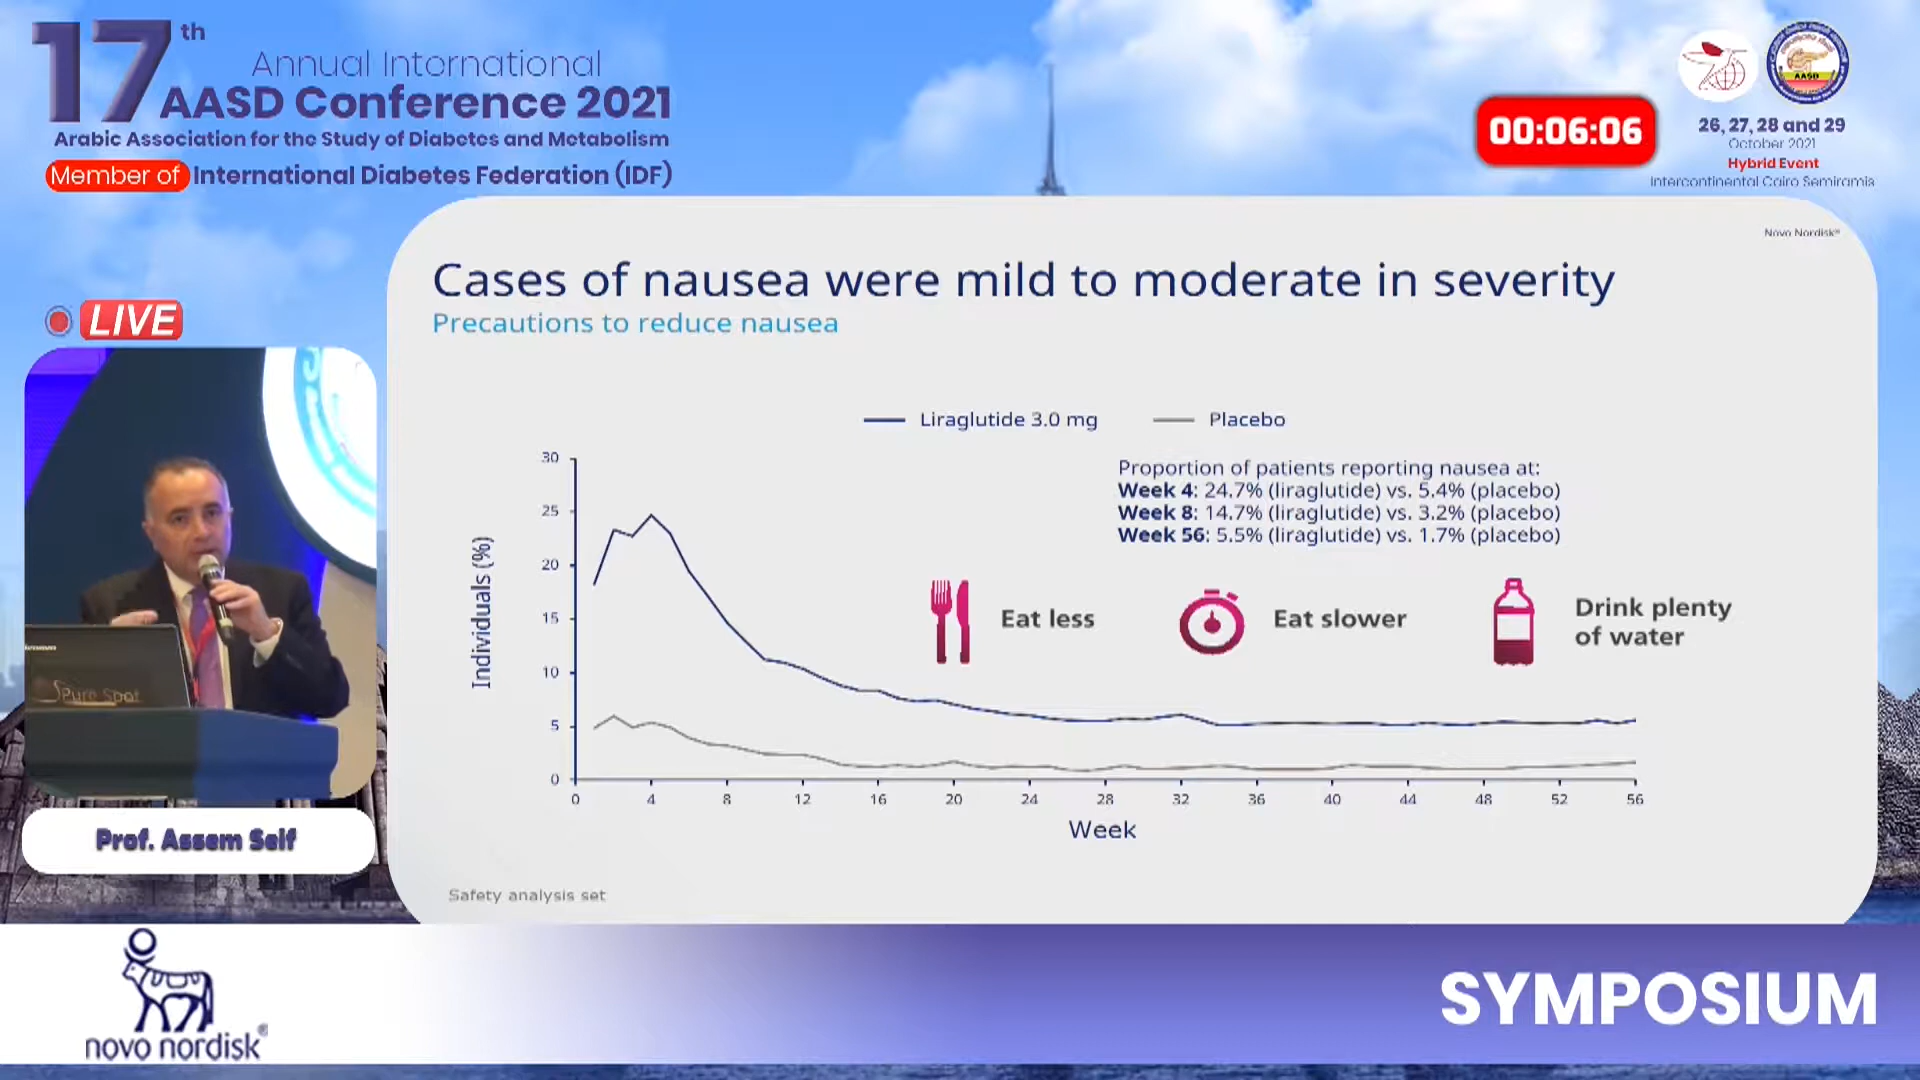 17th
Annual International
AASD Conference 2021
Arabic Association for the Study of Diabetes and Metabolism
Member of International Diabetes Federation (IDF)
00:06:06
AASD
26, 27, 28 and 29
October 2021
Hybrid Event
Intercontinental Cairo Semiramis
LIVE
Novo Nordisk®
Cases of nausea were mild to moderate in severity
Precautions to reduce nausea
Liraglutide 3.0 mg
Placebo
Proportion of patients reporting nausea at:
Week 4: 24.7% (liraglutide) vs. 5.4% (placebo)
Week 8: 14.7% (liraglutide) vs. 3.2% (placebo)
Week 56: 5.5% (liraglutide) vs. 1.7% (placebo)
Eat less
Eat slower
Drink plenty
of water
Individuals (%)
30
25
20
15
10
5
0
0 4 8 12 16 20 24 28 32 36 40 44 48 52 56
Week
Safety analysis set
Pure Spot
Prof. Assem Seif
novo nordisk®
SYMPOSIUM